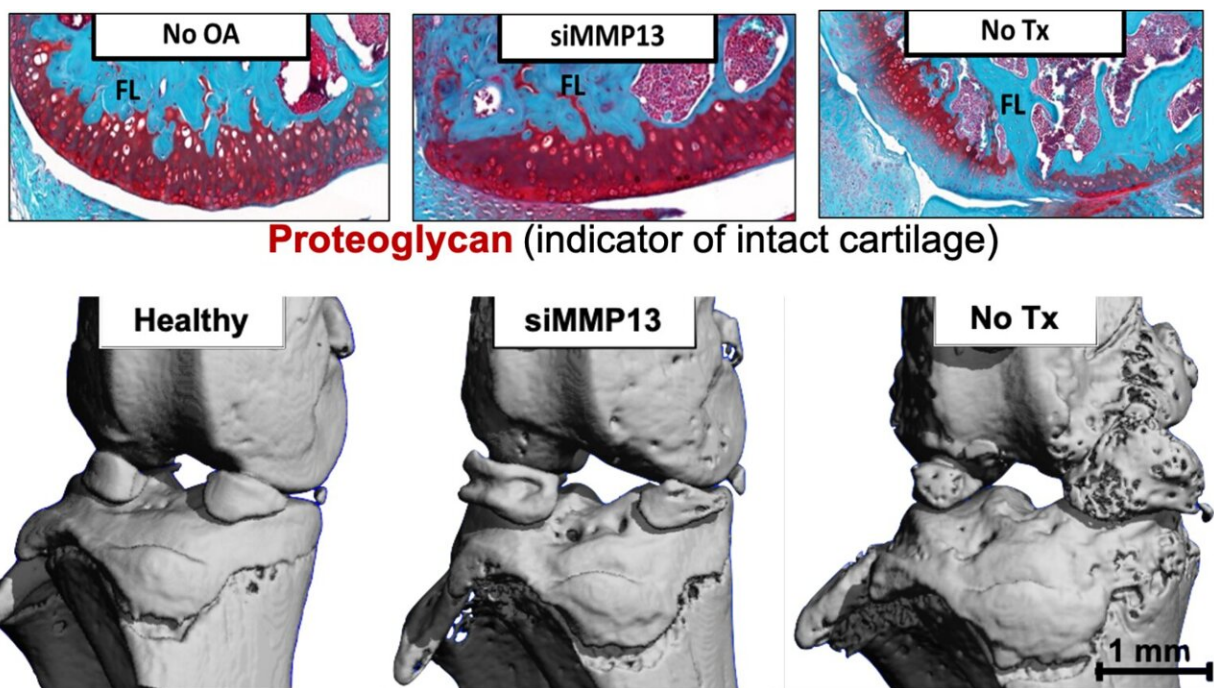 No OA
siMMP13
No Tx
FL
FL
FL
Proteoglycan (indicator of intact cartilage)
Healthy
siMMP13
No Tx
1 mm